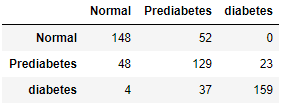 Normal Prediabetes diabetes
Normal 148 52 0
Prediabetes 48 129 23
diabetes 4 37 159